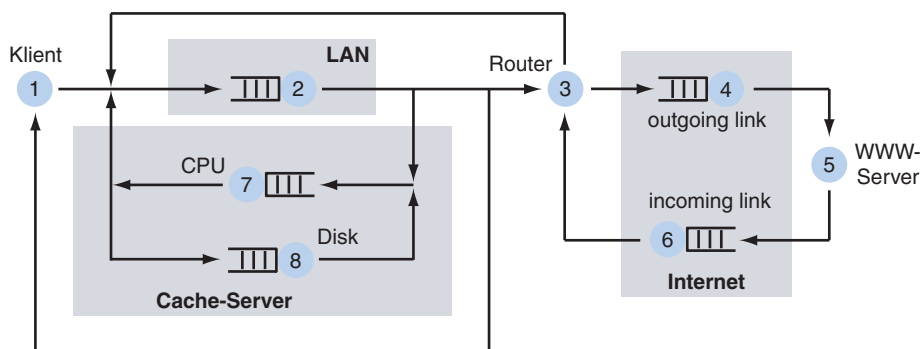 LAN
Klient
1
2
Router
3
4
outgoing link
5
WWW-
Server
CPU
7
incoming link
6
Disk
8
Cache-Server
Internet